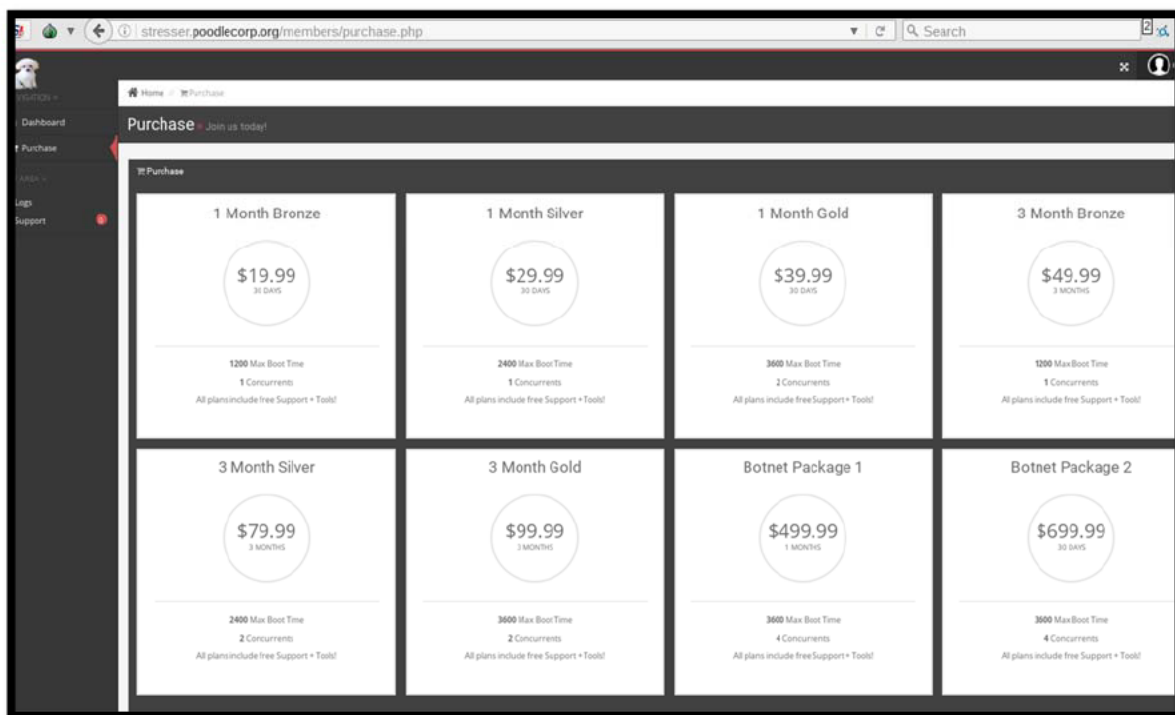 stresser.poodlecorp.org/members/purchase.php
Search
2
Home // Purchase
Dashboard
Purchase » Join us today!
Purchase
Purchase
Logs
Support 0
1 Month Bronze
$19.99
30 DAYS
1200 Max Boot Time
1 Concurrents
All plans include free Support + Tools!
1 Month Silver
$29.99
30 DAYS
2400 Max Boot Time
1 Concurrents
All plans include free Support + Tools!
1 Month Gold
$39.99
30 DAYS
3600 Max Boot Time
2 Concurrents
All plans include free Support + Tools!
3 Month Bronze
$49.99
3 MONTHS
1200 Max Boot Time
1 Concurrents
All plans include free Support + Tools!
3 Month Silver
$79.99
3 MONTHS
2400 Max Boot Time
2 Concurrents
All plans include free Support + Tools!
3 Month Gold
$99.99
3 MONTHS
3600 Max Boot Time
2 Concurrents
All plans include free Support + Tools!
Botnet Package 1
$499.99
1 MONTHS
3600 Max Boot Time
4 Concurrents
All plans include free Support + Tools!
Botnet Package 2
$699.99
30 DAYS
3600 Max Boot Time
4 Concurrents
All plans include free Support + Tools!